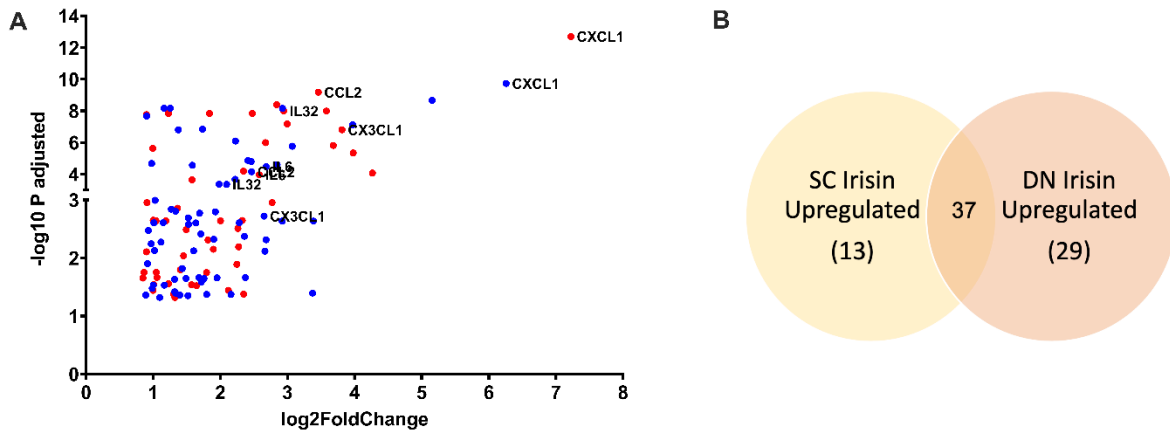 A
14
12
10
8
6
4
3
2
1
0
-log10 P adjusted
CXCL1
CXCL1
CCL2
IL32
CX3CL1
IL6
CCL2
IL6
IL32
CX3CL1
0 1 2 3 4 5 6 7 8
log2FoldChange
B
SC Irisin
Upregulated
(13)
37
DN Irisin
Upregulated
(29)